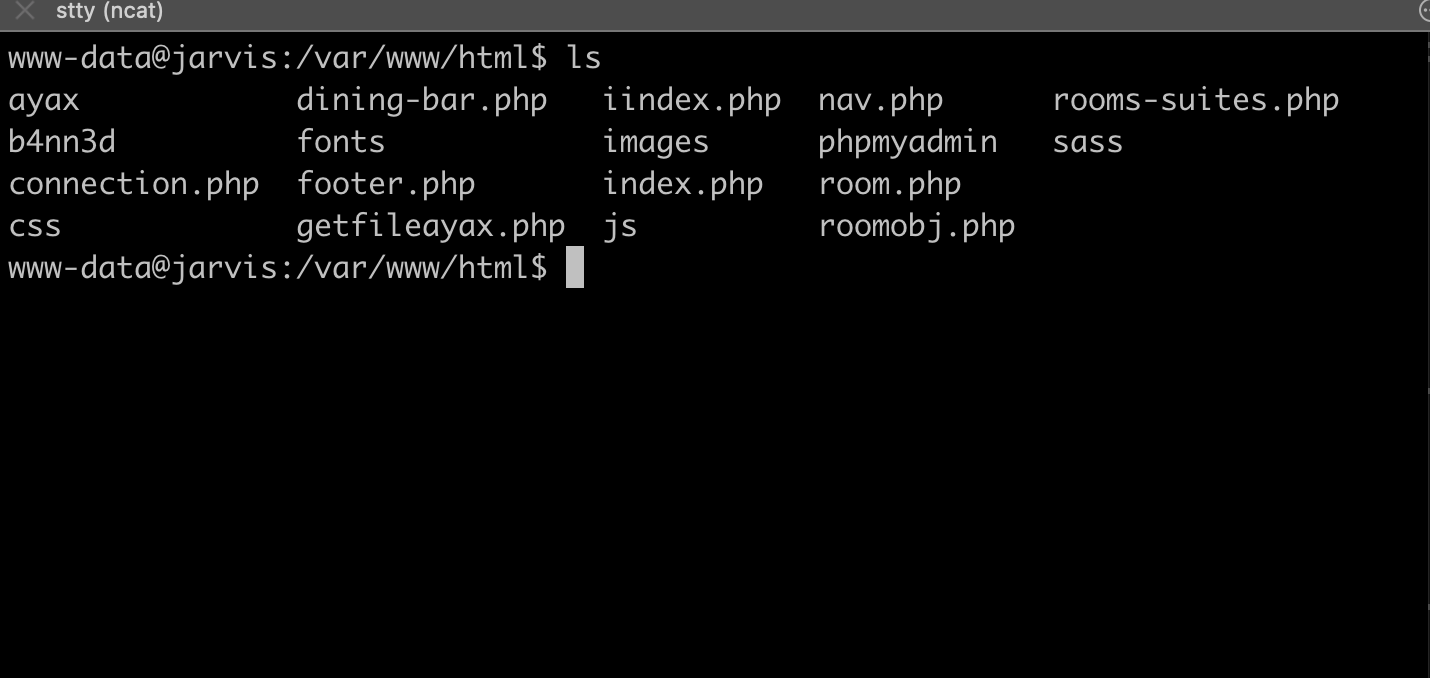 stty (ncat)
www-data@jarvis:/var/www/html$ ls
ayax dining-bar.php iindex.php nav.php rooms-suites.php
b4nn3d fonts images phpmyadmin sass
connection.php footer.php index.php room.php
css getfileayax.php js roomobj.php
www-data@jarvis:/var/www/html$